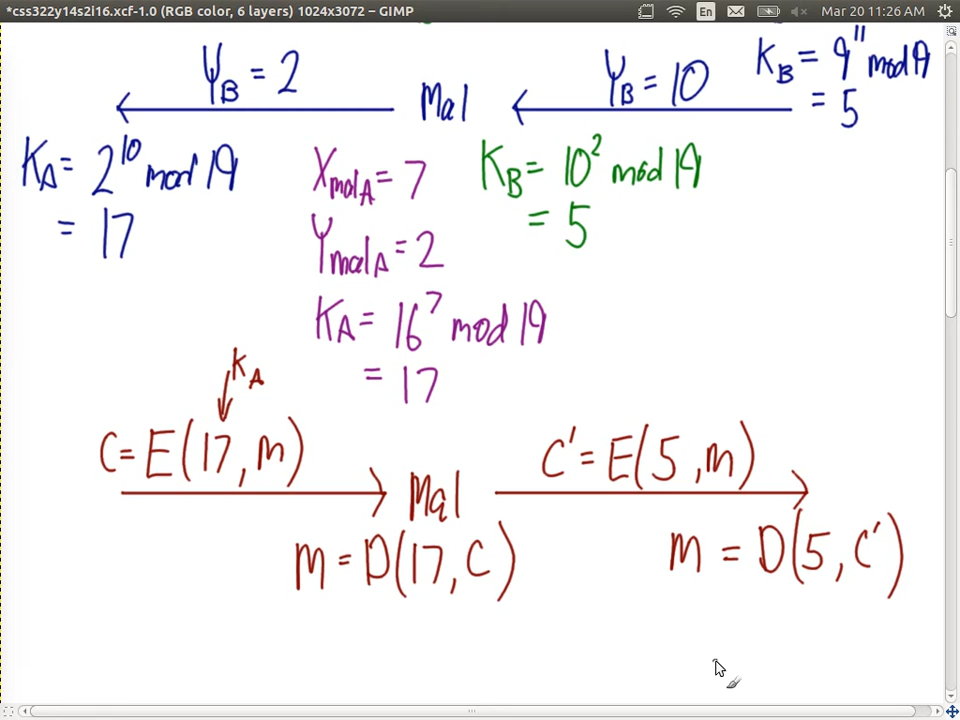 *css322y14s2i16.xcf-1.0 (RGB color, 6 layers) 1024x3072 – GIMP
En
Mar 20 11:26 AM
Y_B = 2
Mal
Y_B = 10
K_B = 9^11 mod 19
= 5
K_A = 2^10 mod 19
= 17
X_malA = 7
Y_malA = 2
K_A = 16^7 mod 19
= 17
K_B = 10^2 mod 19
= 5
K_A
C = E(17, m)
Mal
C' = E(5, m)
m = D(17, C)
m = D(5, C')